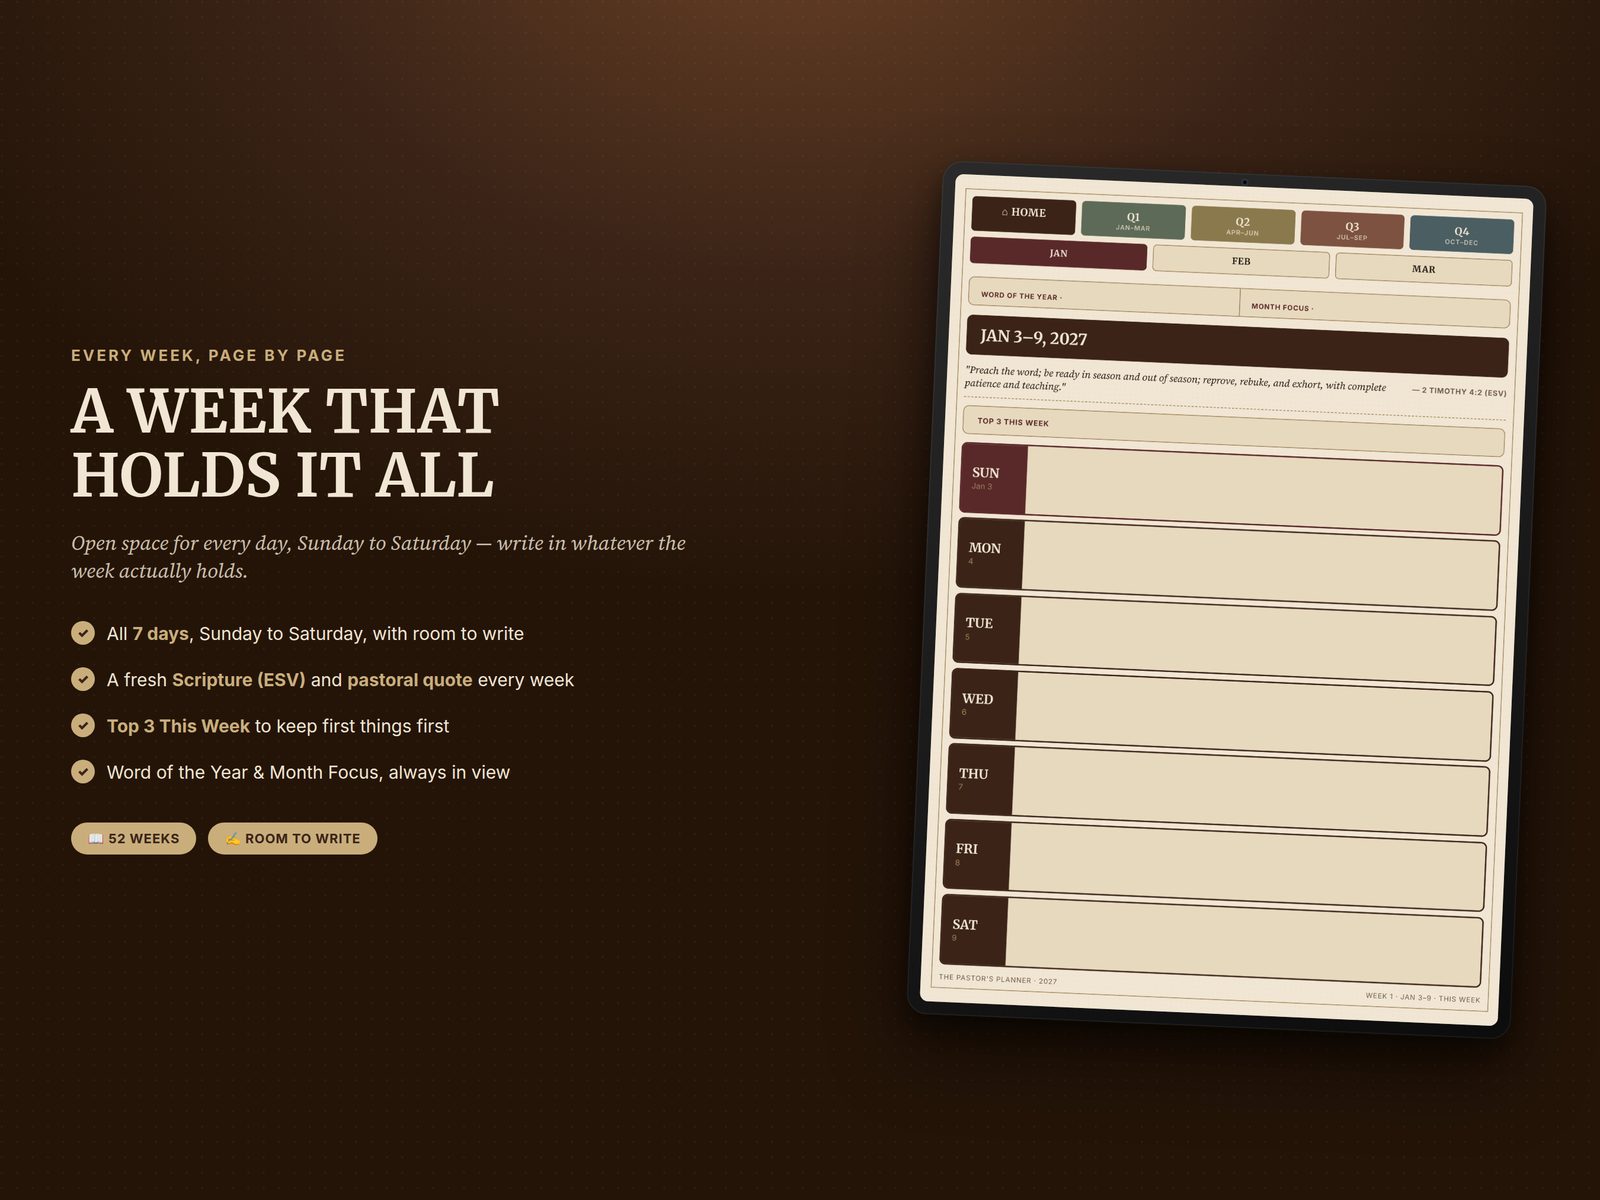 EVERY WEEK, PAGE BY PAGE
A WEEK THAT
HOLDS IT ALL
Open space for every day, Sunday to Saturday — write in whatever the
week actually holds.
All 7 days, Sunday to Saturday, with room to write
A fresh Scripture (ESV) and pastoral quote every week
Top 3 This Week to keep first things first
Word of the Year & Month Focus, always in view
📖 52 WEEKS
✍️ ROOM TO WRITE
⌂ HOME
Q1
JAN–MAR
Q2
APR–JUN
Q3
JUL–SEP
Q4
OCT–DEC
JAN
FEB
MAR
WORD OF THE YEAR ·
MONTH FOCUS ·
JAN 3–9, 2027
"Preach the word; be ready in season and out of season; reprove, rebuke, and exhort, with complete
patience and teaching."
— 2 TIMOTHY 4:2 (ESV)
TOP 3 THIS WEEK
SUN
Jan 3
MON
4
TUE
5
WED
6
THU
7
FRI
8
SAT
9
THE PASTOR'S PLANNER · 2027
WEEK 1 · JAN 3–9 · THIS WEEK